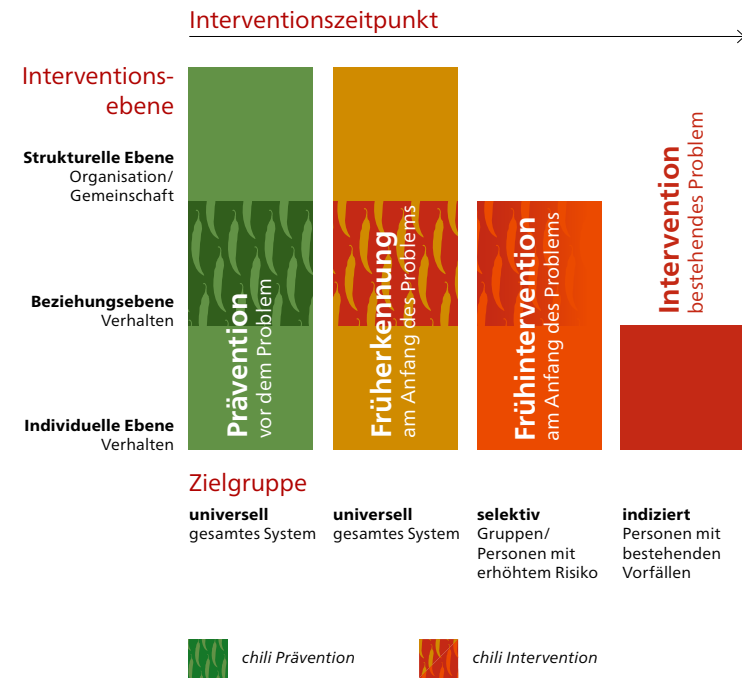 Interventionszeitpunkt
Interventions-
ebene
Strukturelle Ebene
Organisation/
Gemeinschaft
Beziehungsebene
Verhalten
Individuelle Ebene
Verhalten
Prävention
vor dem Problem
Früherkennung
am Anfang des Problems
Frühintervention
am Anfang des Problems
Intervention
bestehendes Problem
Zielgruppe
universell
gesamtes System
universell
gesamtes System
selektiv
Gruppen/
Personen mit
erhöhtem Risiko
indiziert
Personen mit
bestehenden
Vorfällen
chili Prävention
chili Intervention